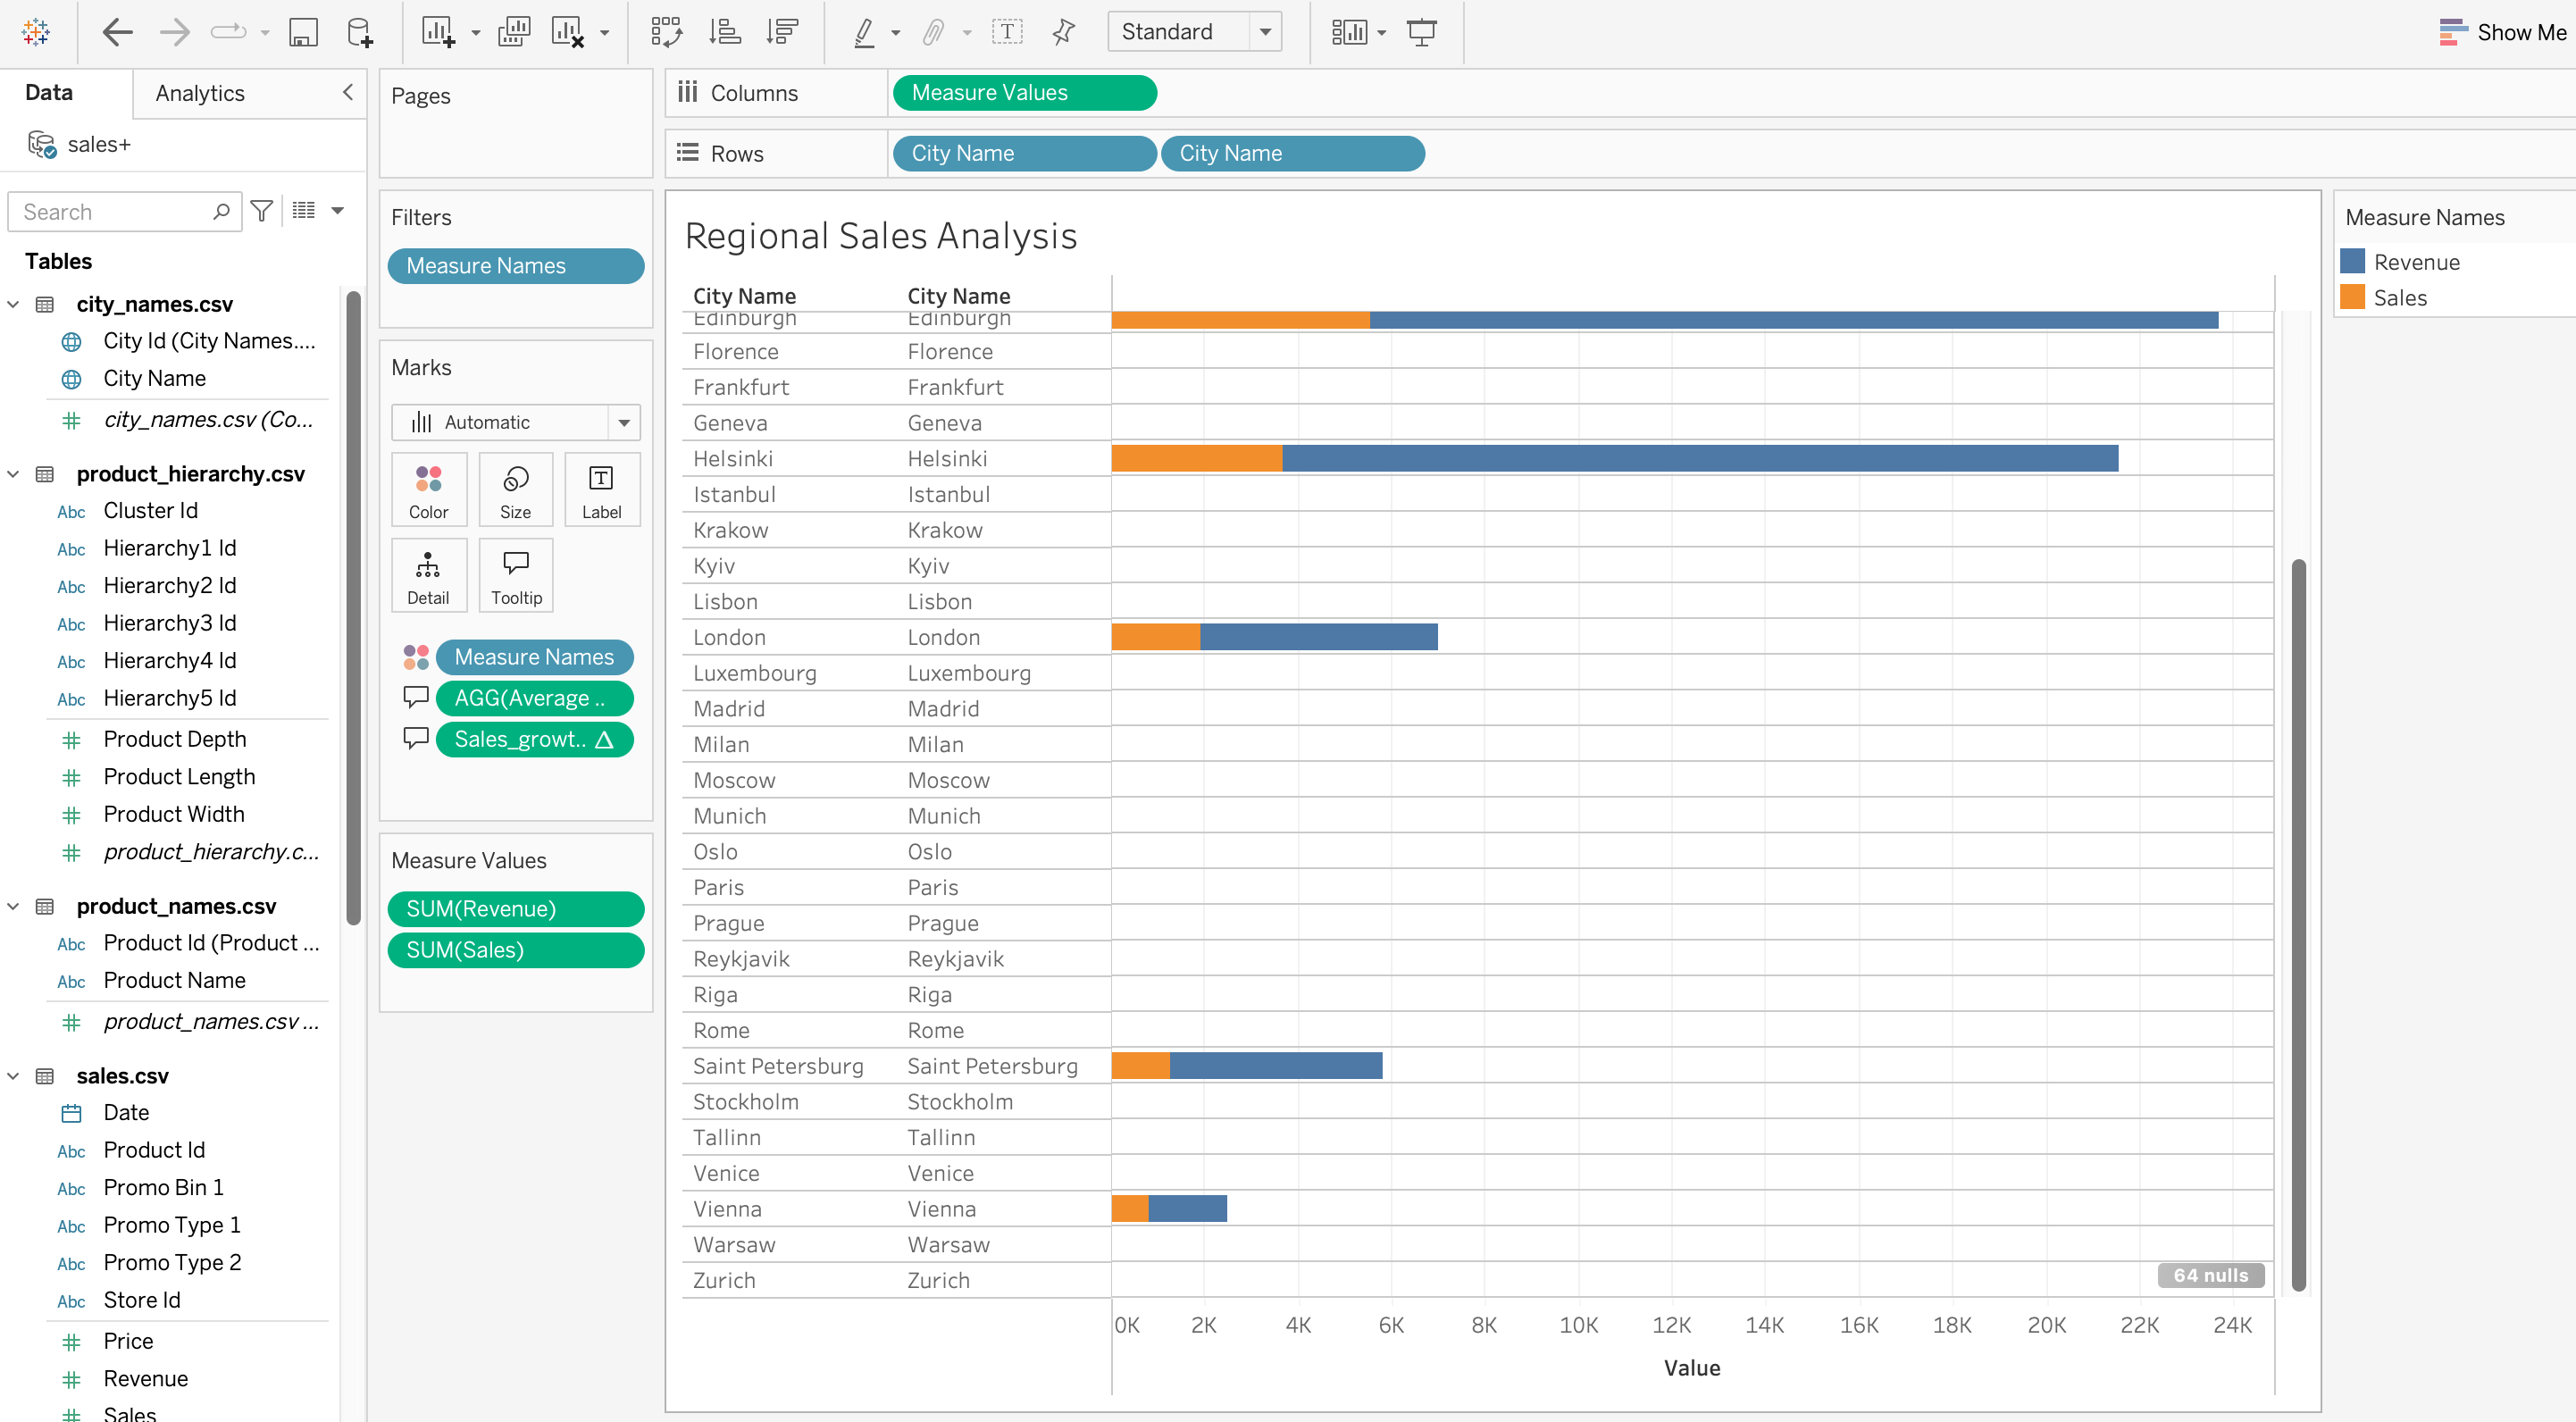 Standard
Show Me
Data
Analytics
sales+
Search
Tables
city_names.csv
City Id (City Names....
City Name
city_names.csv (Co...
product_hierarchy.csv
Abc Cluster Id
Abc Hierarchy1 Id
Abc Hierarchy2 Id
Abc Hierarchy3 Id
Abc Hierarchy4 Id
Abc Hierarchy5 Id
Product Depth
Product Length
Product Width
product_hierarchy.c...
product_names.csv
Abc Product Id (Product ...
Abc Product Name
product_names.csv ...
sales.csv
Date
Abc Product Id
Abc Promo Bin 1
Abc Promo Type 1
Abc Promo Type 2
Abc Store Id
Price
Revenue
Sales
Pages
Filters
Measure Names
Marks
Automatic
Color Size T Label
Detail Tooltip
Measure Names
AGG(Average ..
Sales_growt.. △
Measure Values
SUM(Revenue)
SUM(Sales)
Columns Measure Values
Rows City Name City Name
Regional Sales Analysis
City Name City Name
Edinburgh Edinburgh
Florence Florence
Frankfurt Frankfurt
Geneva Geneva
Helsinki Helsinki
Istanbul Istanbul
Krakow Krakow
Kyiv Kyiv
Lisbon Lisbon
London London
Luxembourg Luxembourg
Madrid Madrid
Milan Milan
Moscow Moscow
Munich Munich
Oslo Oslo
Paris Paris
Prague Prague
Reykjavik Reykjavik
Riga Riga
Rome Rome
Saint Petersburg Saint Petersburg
Stockholm Stockholm
Tallinn Tallinn
Venice Venice
Vienna Vienna
Warsaw Warsaw
Zurich Zurich
64 nulls
0K 2K 4K 6K 8K 10K 12K 14K 16K 18K 20K 22K 24K
Value
Measure Names
Revenue
Sales